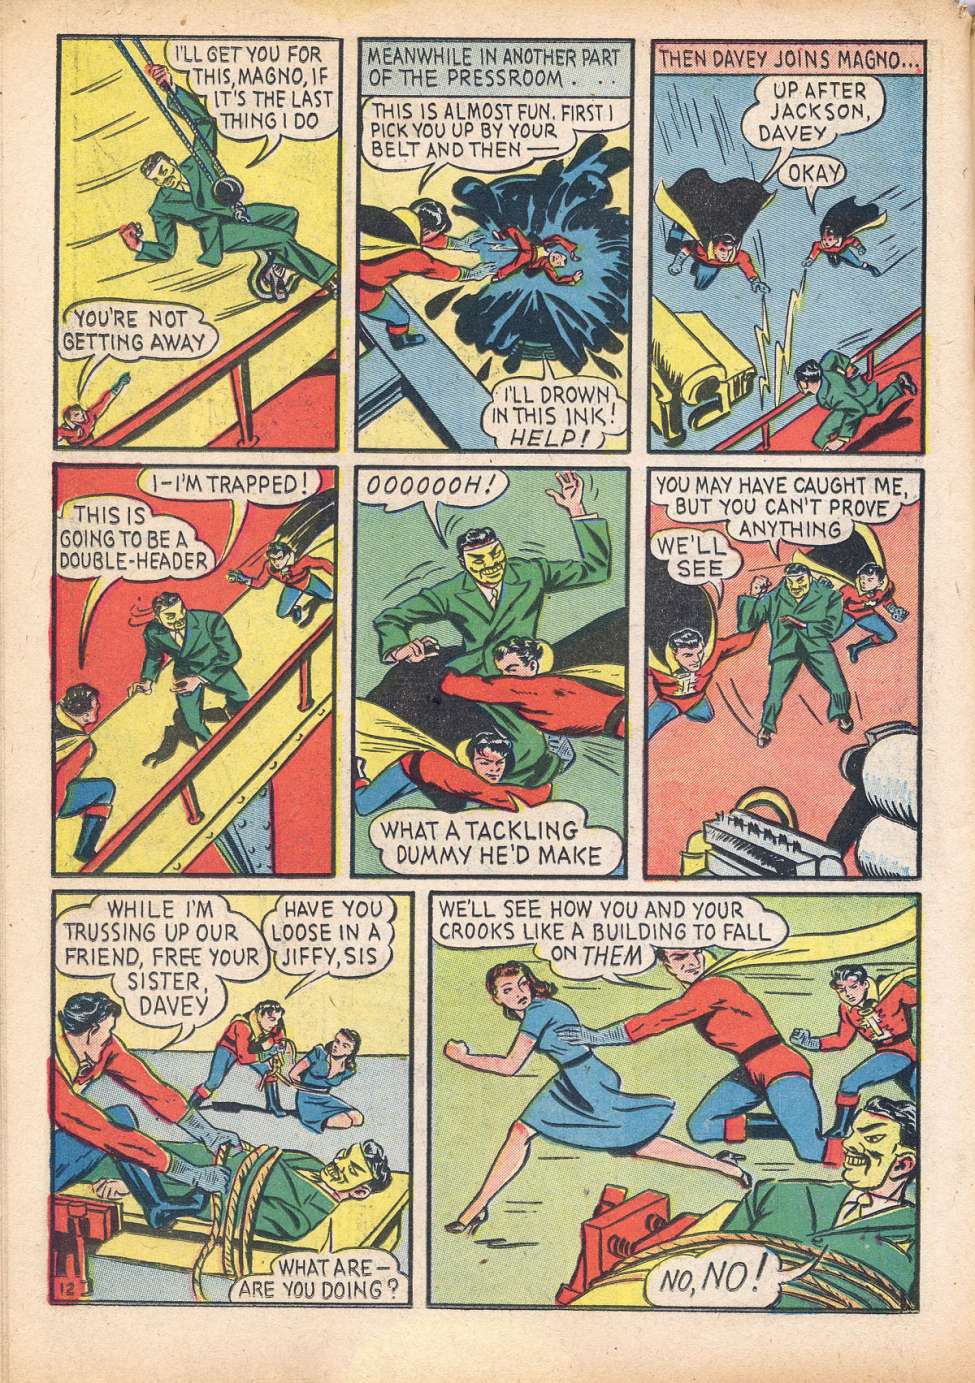 I'LL GET YOU FOR
THIS, MAGNO, IF
IT'S THE LAST
THING I DO
YOU'RE NOT
GETTING AWAY
MEANWHILE IN ANOTHER PART
OF THE PRESSROOM . . .
THIS IS ALMOST FUN. FIRST I
PICK YOU UP BY YOUR
BELT AND THEN —
I'LL DROWN
IN THIS INK!
HELP!
THEN DAVEY JOINS MAGNO...
UP AFTER
JACKSON,
DAVEY
OKAY
I-I'M TRAPPED!
THIS IS
GOING TO BE A
DOUBLE-HEADER
OOOOOOH!
WHAT A TACKLING
DUMMY HE'D MAKE
YOU MAY HAVE CAUGHT ME,
BUT YOU CAN'T PROVE
ANYTHING
WE'LL
SEE
WHILE I'M
TRUSSING UP OUR
FRIEND, FREE YOUR
SISTER,
DAVEY
HAVE YOU
LOOSE IN A
JIFFY, SIS
WHAT ARE—
ARE YOU DOING?
12
WE'LL SEE HOW YOU AND YOUR
CROOKS LIKE A BUILDING TO FALL
ON THEM
NO, NO!